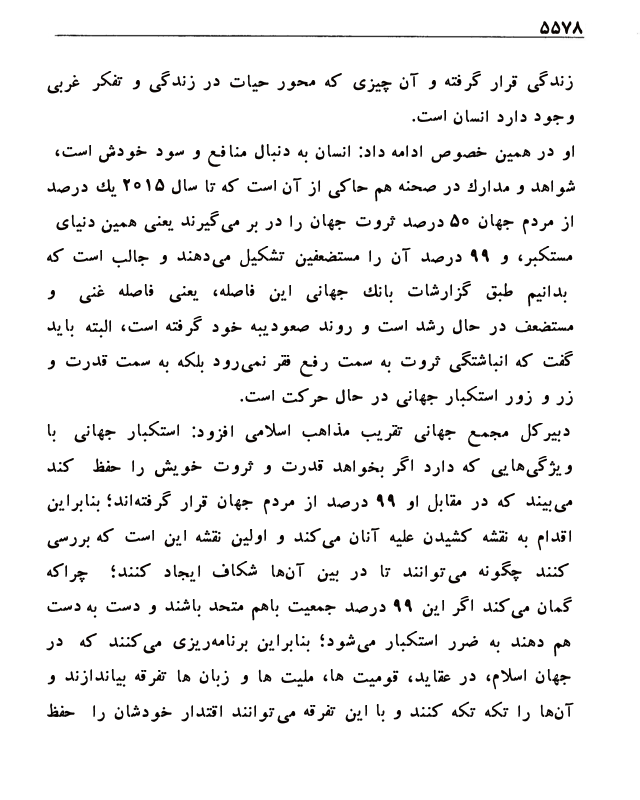 ۵۵۷۸
زندگی قرار گرفته و آن چیزی که محور حیات در زندگی و تفکر غربی
وجود دارد انسان است.
او در همین خصوص ادامه داد: انسان به دنبال منافع و سود خودش است،
شواهد و مدارك در صحنه هم حاکی از آن است که تا سال ۲۰۱۵ یك درصد
از مردم جهان ۵۰ درصد ثروت جهان را در بر می‌گیرند یعنی همین دنیای
مستکبر، و ۹۹ درصد آن را مستضعفین تشکیل می‌دهند و جالب است که
بدانیم طبق گزارشات بانك جهانی این فاصله، یعنی فاصله غنی و
مستضعف در حال رشد است و روند صعودیبه خود گرفته است، البته باید
گفت که انباشتگی ثروت به سمت رفع فقر نمی‌رود بلکه به سمت قدرت و
زر و زور استکبار جهانی در حال حرکت است.
دبیرکل مجمع جهانی تقریب مذاهب اسلامی افزود: استکبار جهانی با
ویژگی‌هایی که دارد اگر بخواهد قدرت و ثروت خویش را حفظ کند
می‌بیند که در مقابل او ۹۹ درصد از مردم جهان قرار گرفته‌اند؛ بنابراین
اقدام به نقشه کشیدن علیه آنان می‌کند و اولین نقشه این است که بررسی
کنند چگونه می‌توانند تا در بین آن‌ها شکاف ایجاد کنند؛ چراکه
گمان می‌کند اگر این ۹۹ درصد جمعیت باهم متحد باشند و دست به دست
هم دهند به ضرر استکبار می‌شود؛ بنابراین برنامه‌ریزی می‌کنند که در
جهان اسلام، در عقاید، قومیت ها، ملیت ها و زبان ها تفرقه بیاندازند و
آن‌ها را تکه تکه کنند و با این تفرقه می‌توانند اقتدار خودشان را حفظ